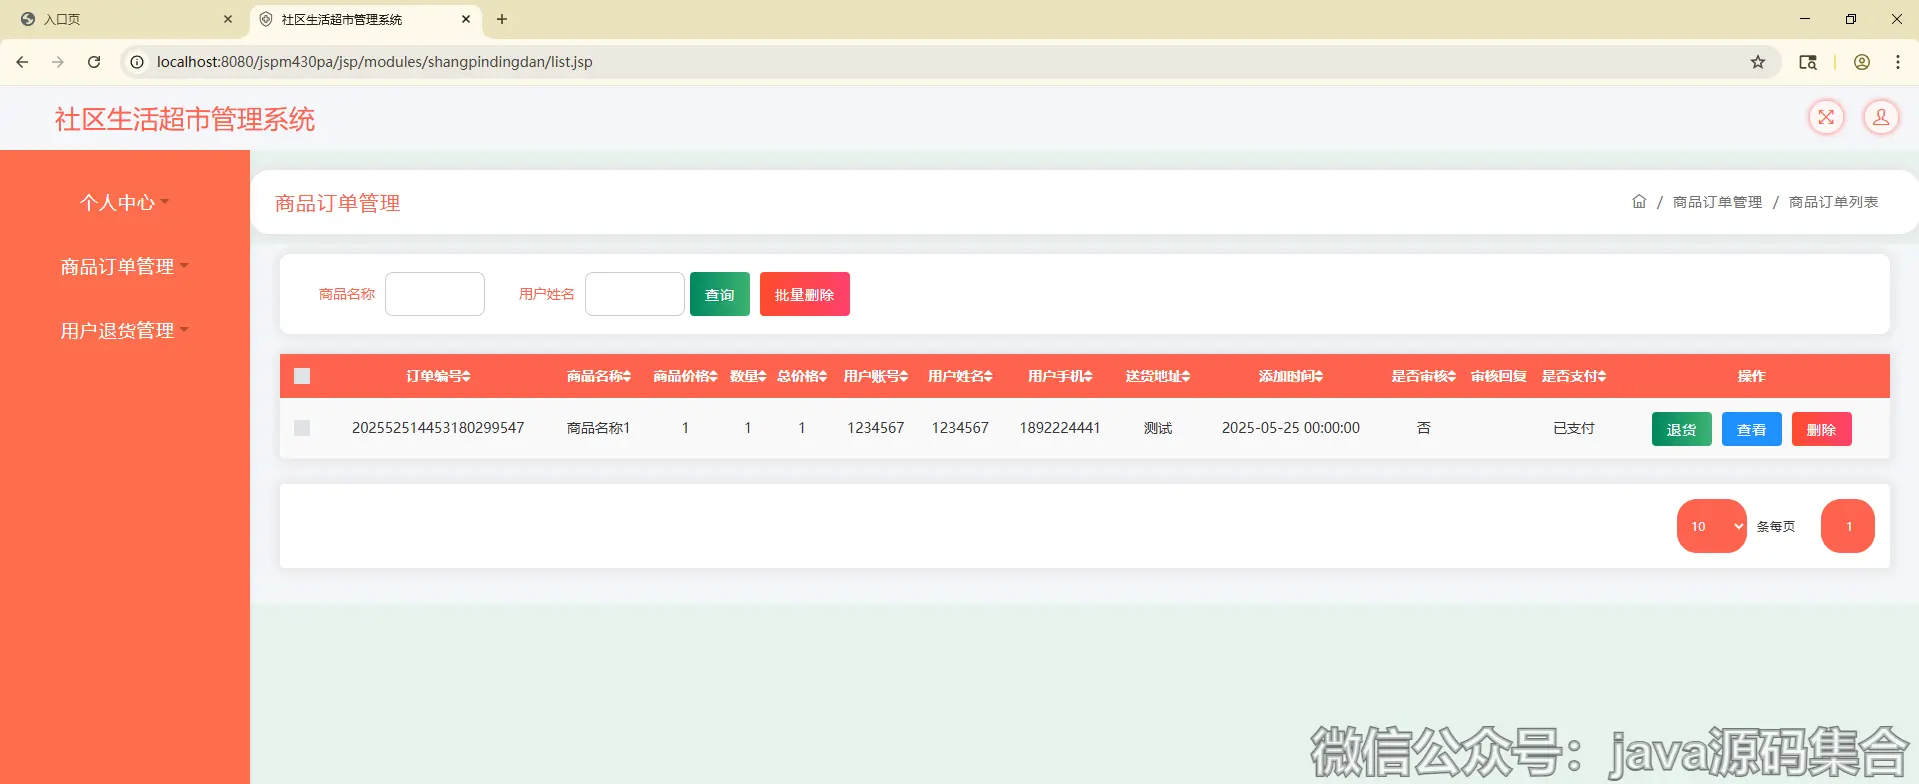 入口页
社区生活超市管理系统
localhost:8080/jspm430pa/jsp/modules/shangpindingdan/list.jsp
社区生活超市管理系统
个人中心
商品订单管理
用户退货管理
商品订单管理
/ 商品订单管理 / 商品订单列表
商品名称 用户姓名 查询 批量删除
订单编号 商品名称 商品价格 数量 总价格 用户账号 用户姓名 用户手机 送货地址 添加时间 是否审核 审核回复 是否支付 操作
202552514453180299547 商品名称1 1 1 1 1234567 1234567 1892224441 测试 2025-05-25 00:00:00 否 已支付 退货 查看 删除
10 条每页 1
微信公众号：java源码集合